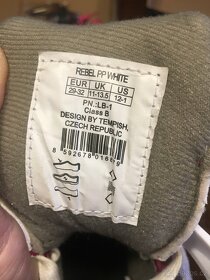 REBEL PP WHITE
EUR UK US
29-32 11-13.5 12-1
PN.:LB-1
Class B
DESIGN BY TEMPISH.
CZECH REPUBLIC